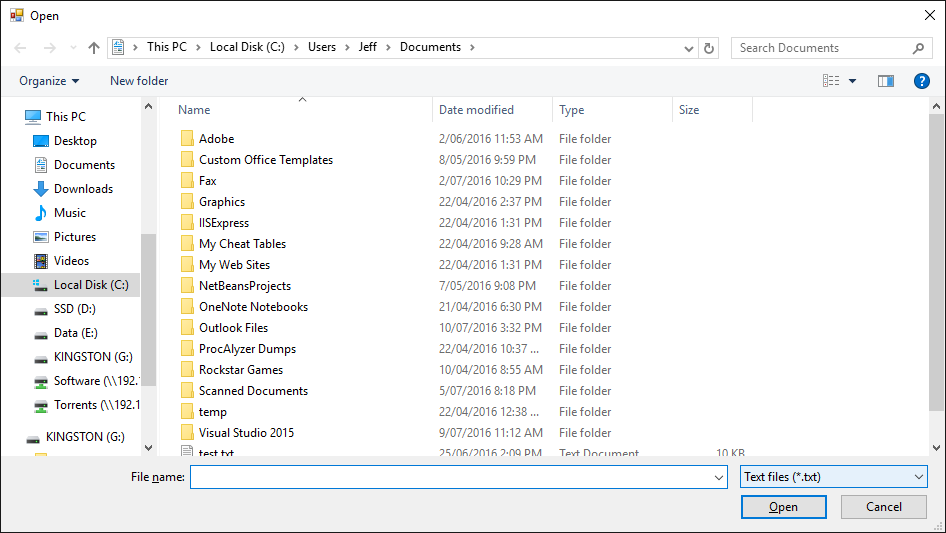 Open
This PC > Local Disk (C:) > Users > Jeff > Documents >
Search Documents
Organize
New folder
?
This PC
Desktop
Documents
Downloads
Music
Pictures
Videos
Local Disk (C:)
SSD (D:)
Data (E:)
KINGSTON (G:)
Software (\\192.1
Torrents (\\192.1
KINGSTON (G:)
Name Date modified Type Size
Adobe 2/06/2016 11:53 AM File folder
Custom Office Templates 8/05/2016 9:59 PM File folder
Fax 2/07/2016 10:29 PM File folder
Graphics 22/04/2016 2:37 PM File folder
IISExpress 22/04/2016 1:31 PM File folder
My Cheat Tables 22/04/2016 9:28 AM File folder
My Web Sites 22/04/2016 1:31 PM File folder
NetBeansProjects 7/05/2016 9:08 PM File folder
OneNote Notebooks 21/04/2016 6:30 PM File folder
Outlook Files 10/07/2016 3:32 PM File folder
ProcAlyzer Dumps 22/04/2016 10:37 ... File folder
Rockstar Games 10/04/2016 8:55 AM File folder
Scanned Documents 5/07/2016 8:18 PM File folder
temp 22/04/2016 12:38 ... File folder
Visual Studio 2015 9/07/2016 11:12 AM File folder
test.txt 25/06/2016 2:09 PM Text Document 10 KB
File name:
Text files (*.txt)
Open
Cancel